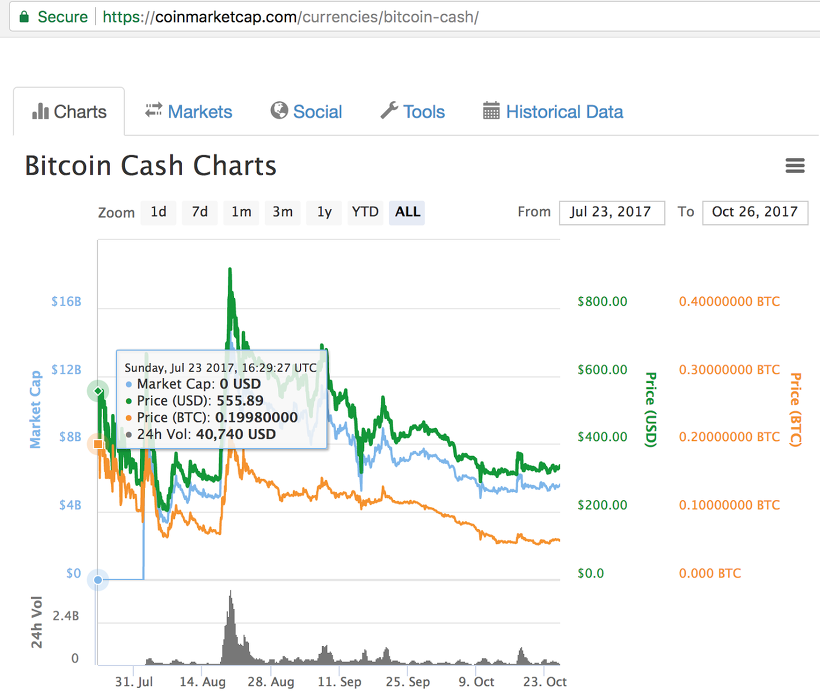 Secure https://coinmarketcap.com/currencies/bitcoin-cash/
Charts Markets Social Tools Historical Data
Bitcoin Cash Charts
Zoom 1d 7d 1m 3m 1y YTD ALL From Jul 23, 2017 To Oct 26, 2017
$16B $800.00 0.40000000 BTC
$12B $600.00 0.30000000 BTC
$8B $400.00 0.20000000 BTC
$4B $200.00 0.10000000 BTC
$0 $0.0 0.000 BTC
Market Cap
Price (USD)
Price (BTC)
Sunday, Jul 23 2017, 16:29:27 UTC
Market Cap: 0 USD
Price (USD): 555.89
Price (BTC): 0.19980000
24h Vol: 40,740 USD
24h Vol
2.4B
0
31. Jul 14. Aug 28. Aug 11. Sep 25. Sep 9. Oct 23. Oct